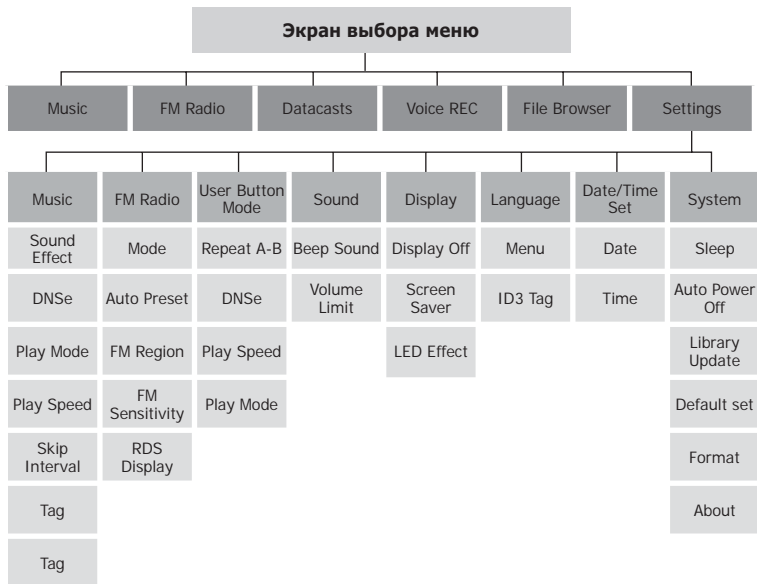 Экран выбора меню
Music
FM Radio
Datacasts
Voice REC
File Browser
Settings
Music
FM Radio
User Button
Mode
Sound
Display
Language
Date/Time
Set
System
Sound
Effect
Mode
Repeat A-B
Beep Sound
Display Off
Menu
Date
Sleep
DNSe
Auto Preset
DNSe
Volume
Limit
Screen
Saver
ID3 Tag
Time
Auto Power
Off
Play Mode
FM Region
Play Speed
LED Effect
Library
Update
Play Speed
FM
Sensitivity
Play Mode
Default set
Skip
Interval
RDS
Display
Format
Tag
About
Tag